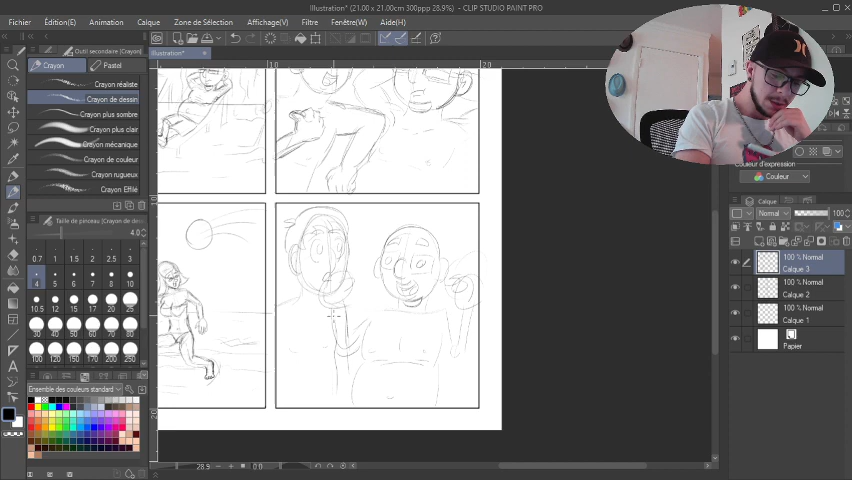 Illustration* (21.00 x 21.00cm 300ppp 28.9%) - CLIP STUDIO PAINT PRO
Fichier Édition(E) Animation Calque Zone de Sélection Affichage(V) Filtre Fenêtre(W) Aide(H)
Outil secondaire (Crayon)
Illustration*
Crayon Pastel
10 20
Crayon réaliste
Crayon de dessin
Crayon plus sombre
Crayon plus clair
Crayon mécanique
Crayon de couleur
Crayon rugueux
Crayon Effilé
Couleur d'expression
Couleur
Calque
Normal 100
Taille de pinceau (Crayon de de
4.0
0.7 1 2 2.5 3
4 5 6 7 8 10
10.5 12 15 17 20 25
30 40 50 60 70 80
100 120 150 170 200 250
100 % Normal
Calque 3
100 % Normal
Calque 2
100 % Normal
Calque 1
Papier
Ensemble des couleurs standard
28.9 0.0